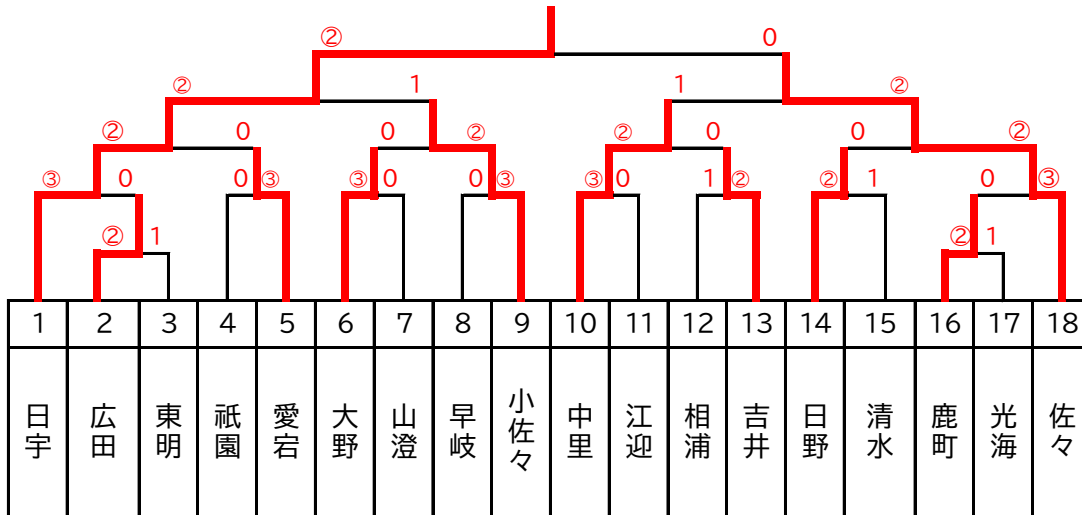 ② 0
② 1 1 ②
② 0 0 ② ② 0 0 ②
③ 0 0 ③ ③ 0 0 ③ ③ 0 1 ② ② 1 0 ③
② 1 ② 1
1 2 3 4 5 6 7 8 9 10 11 12 13 14 15 16 17 18
日宇 広田 東明 祇園 愛宕 大野 山澄 早岐 小佐々 中里 江迎 相浦 吉井 日野 清水 鹿町 光海 佐々